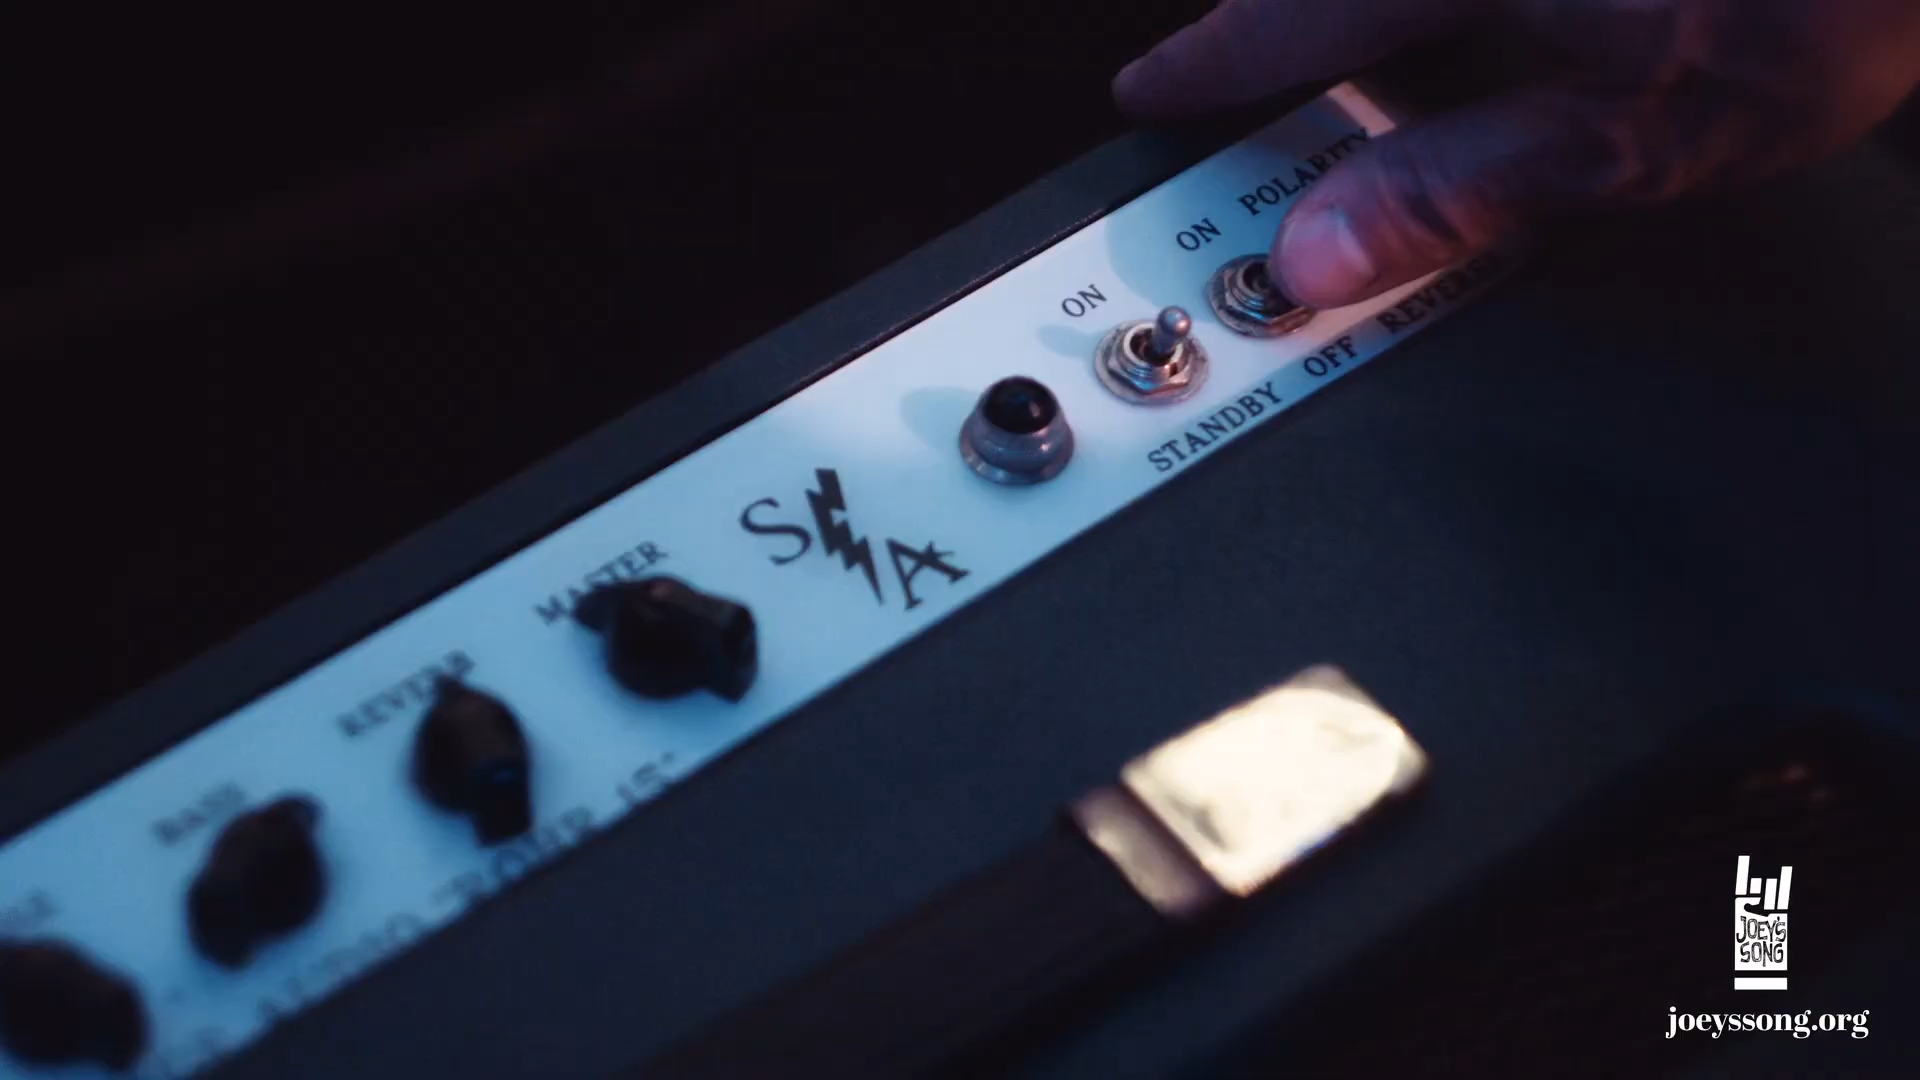 POLARITY
ON
ON
REVERSE
OFF
STANDBY
S A
MASTER
REVERB
BASS
JOEY'S
SONG
joeyssong.org